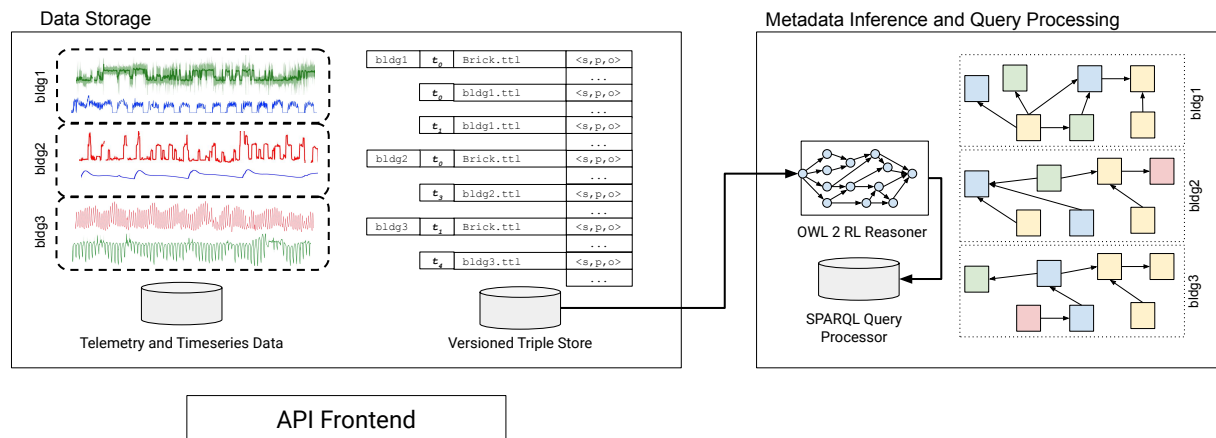 Data Storage
bldg1
bldg2
bldg3
Telemetry and Timeseries Data
bldg1 t0 Brick.ttl <s,p,o>
...
t0 bldg1.ttl <s,p,o>
...
t1 bldg1.ttl <s,p,o>
...
bldg2 t0 Brick.ttl <s,p,o>
...
t3 bldg2.ttl <s,p,o>
...
bldg3 t1 Brick.ttl <s,p,o>
...
t4 bldg3.ttl <s,p,o>
...
Versioned Triple Store
Metadata Inference and Query Processing
OWL 2 RL Reasoner
SPARQL Query
Processor
bldg1
bldg2
bldg3
API Frontend